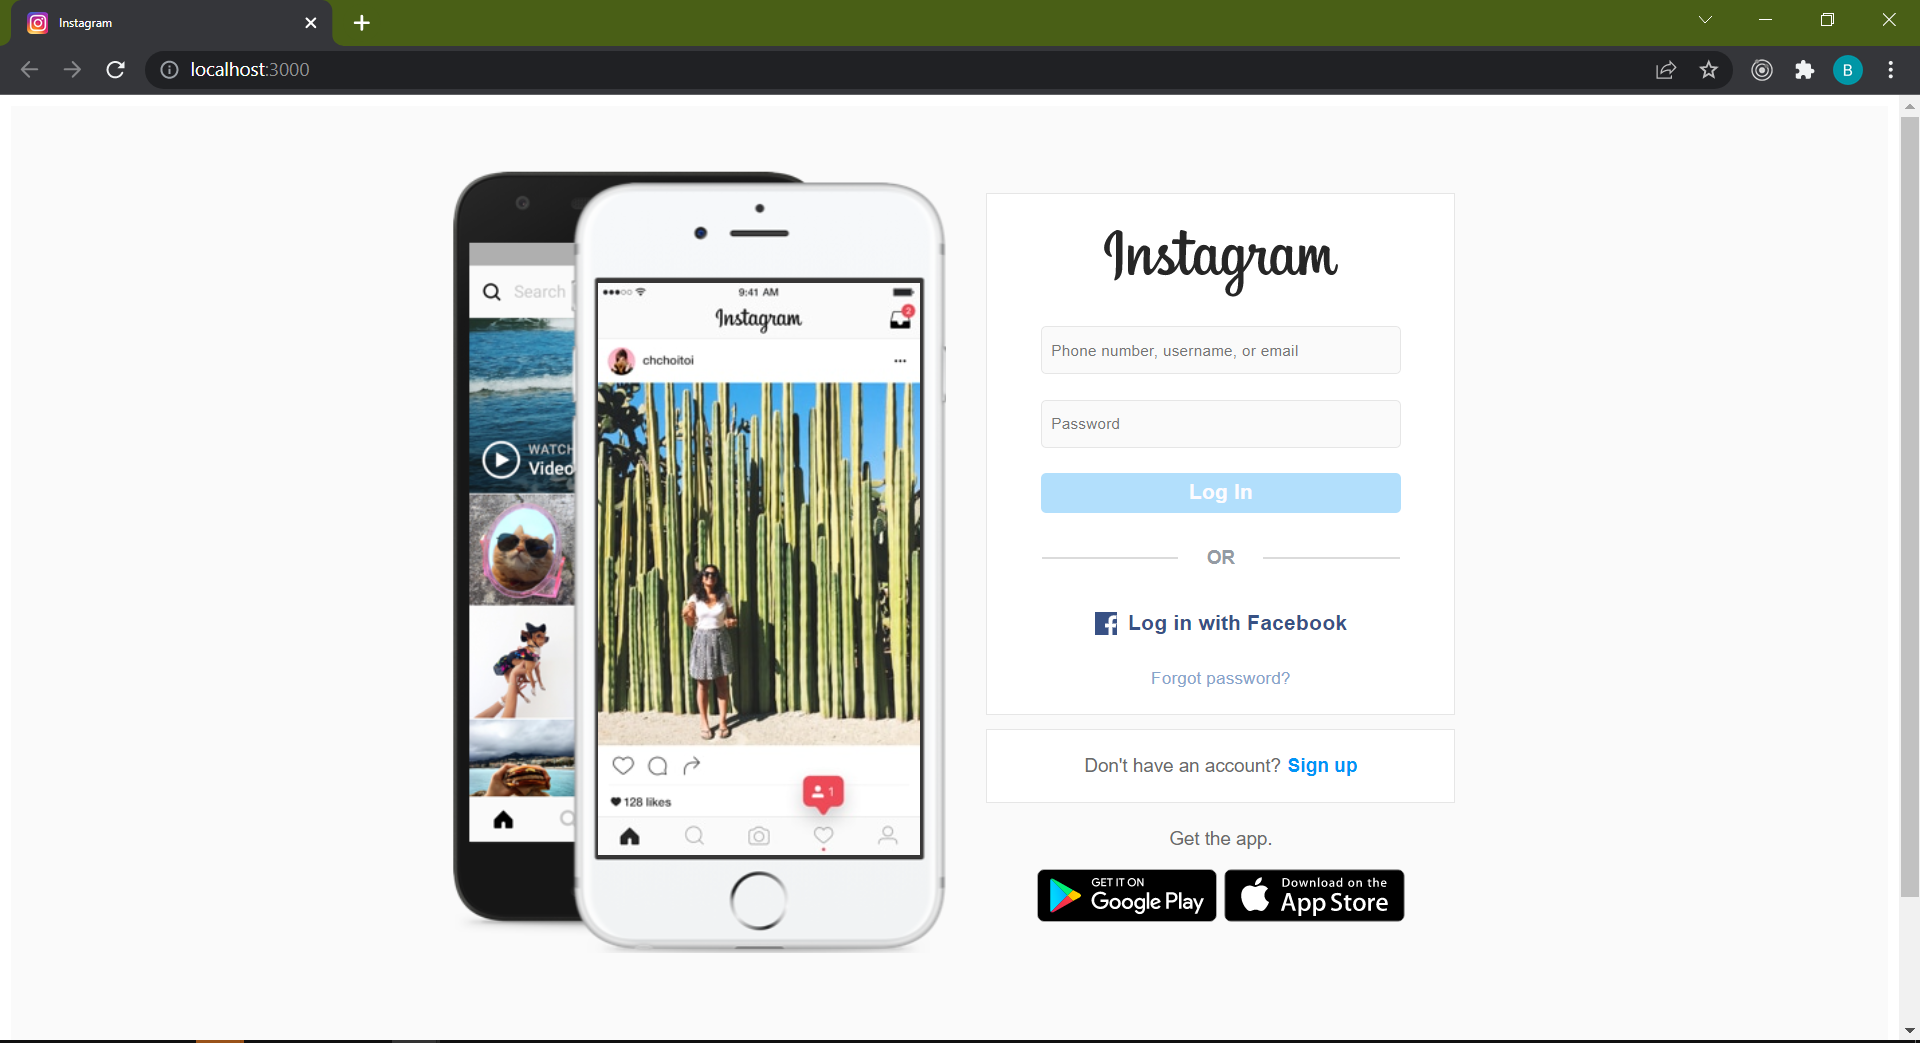 Instagram
localhost:3000
B
Search
WATCH
Video
9:41 AM
Instagram
2
chchoitoi
1
128 likes
Instagram
Phone number, username, or email
Password
Log In
OR
Log in with Facebook
Forgot password?
Don't have an account? Sign up
Get the app.
GET IT ON
Google Play
Download on the
App Store